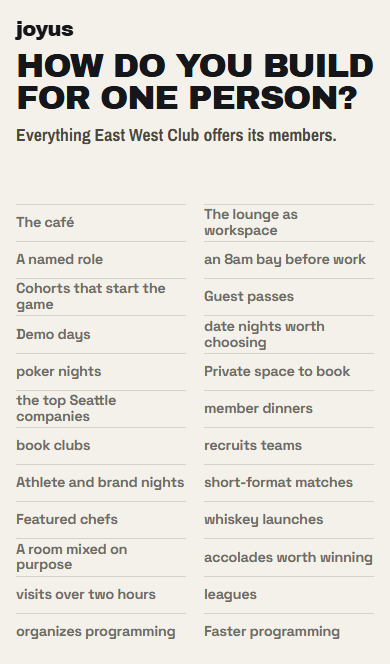 joyus
HOW DO YOU BUILD
FOR ONE PERSON?
Everything East West Club offers its members.
The café
The lounge as
workspace
A named role
an 8am bay before work
Cohorts that start the
game
Guest passes
Demo days
date nights worth
choosing
poker nights
Private space to book
the top Seattle
companies
member dinners
book clubs
recruits teams
Athlete and brand nights
short-format matches
Featured chefs
whiskey launches
A room mixed on
purpose
accolades worth winning
visits over two hours
leagues
organizes programming
Faster programming